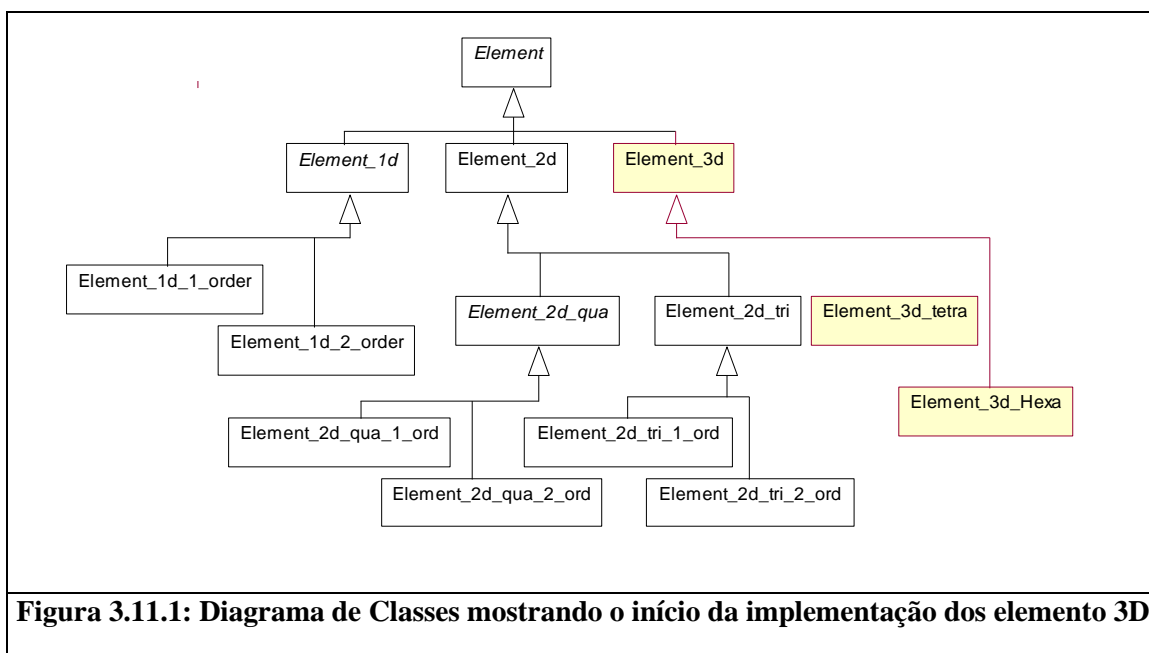 Element
Element_1d
Element_2d
Element_3d
Element_1d_1_order
Element_1d_2_order
Element_2d_qua
Element_2d_tri
Element_3d_tetra
Element_3d_Hexa
Element_2d_qua_1_ord
Element_2d_tri_1_ord
Element_2d_qua_2_ord
Element_2d_tri_2_ord
Figura 3.11.1: Diagrama de Classes mostrando o início da implementação dos elemento 3D